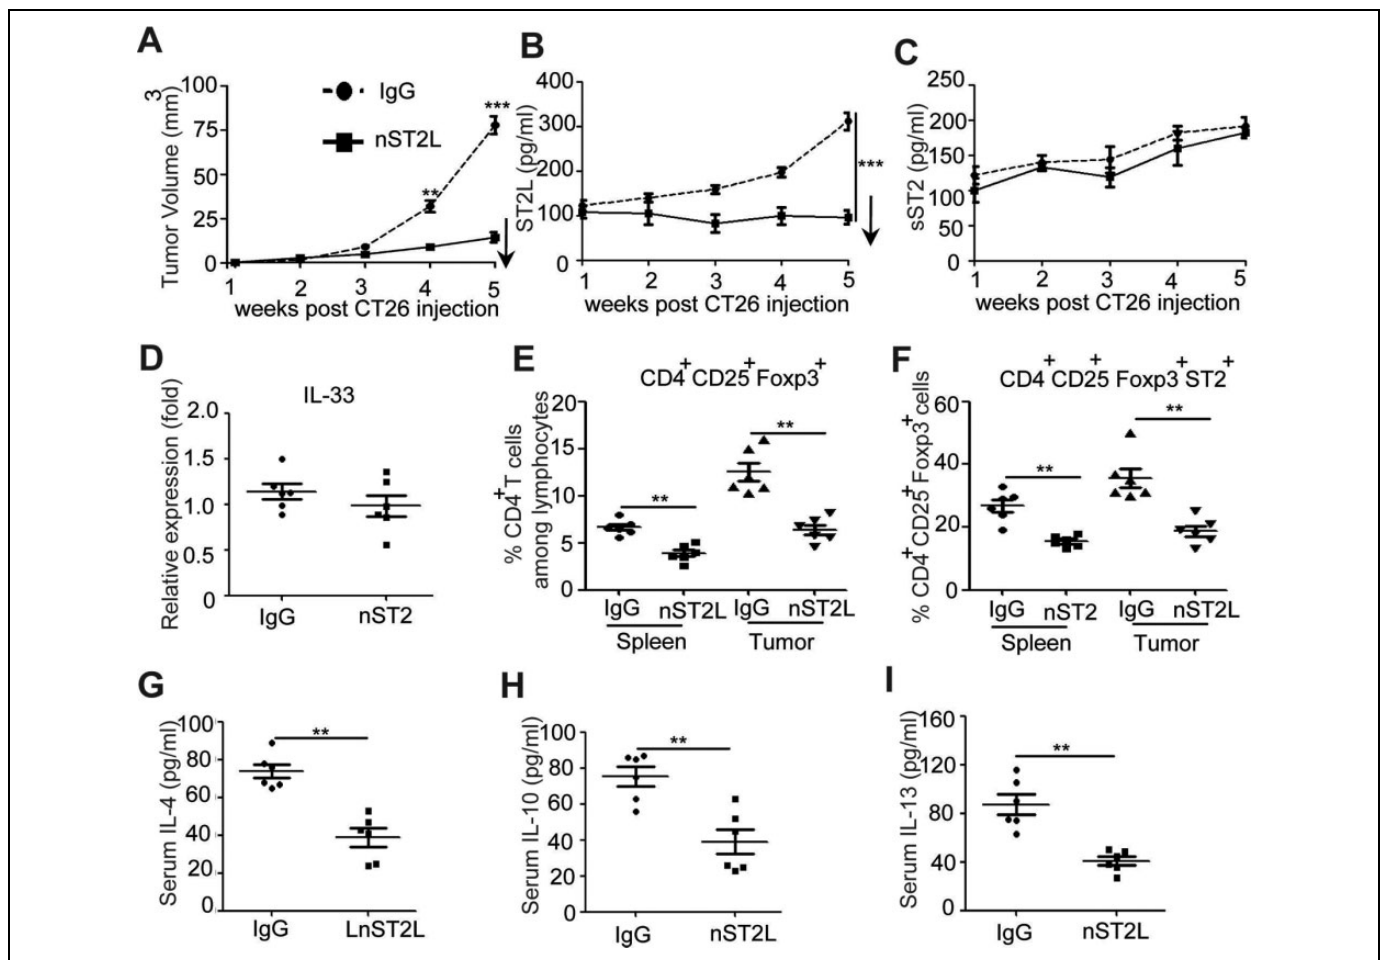 A
Tumor Volume (mm)
3
100
75
50
25
0
IgG
nST2L
**
***
1 2 3 4 5
weeks post CT26 injection
B
ST2L (pg/ml)
400
300
200
100
0
***
1 2 3 4 5
weeks post CT26 injection
C
sST2 (pg/ml)
250
200
150
100
50
0
1 2 3 4 5
weeks post CT26 injection
D
IL-33
Relative expression (fold)
2.0
1.5
1.0
0.5
0
IgG nST2
E
CD4+CD25+Foxp3+
% CD4+T cells
among lymphocytes
20
15
10
5
0
**
**
IgG nST2L IgG nST2L
Spleen Tumor
F
CD4+CD25+Foxp3+ST2+
% CD4+CD25+Foxp3+cells
60
40
20
0
**
**
IgG nST2 IgG nST2L
Spleen Tumor
G
Serum IL-4 (pg/ml)
100
80
60
40
20
0
**
IgG LnST2L
H
Serum IL-10 (pg/ml)
100
80
60
40
20
0
**
IgG nST2L
I
Serum IL-13 (pg/ml)
160
120
80
40
0
**
IgG nST2L